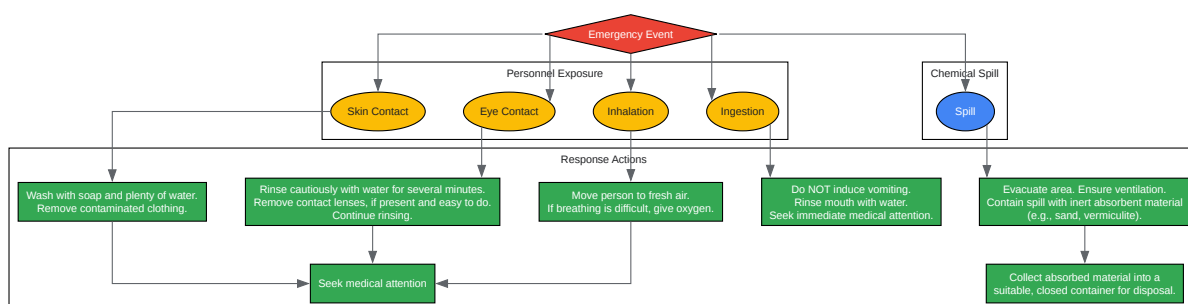 Emergency Event
Personnel Exposure
Chemical Spill
Skin Contact
Eye Contact
Inhalation
Ingestion
Spill
Response Actions
Wash with soap and plenty of water.
Remove contaminated clothing.
Rinse cautiously with water for several minutes.
Remove contact lenses, if present and easy to do.
Continue rinsing.
Move person to fresh air.
If breathing is difficult, give oxygen.
Do NOT induce vomiting.
Rinse mouth with water.
Seek immediate medical attention.
Evacuate area. Ensure ventilation.
Contain spill with inert absorbent material
(e.g., sand, vermiculite).
Seek medical attention
Collect absorbed material into a
suitable, closed container for disposal.